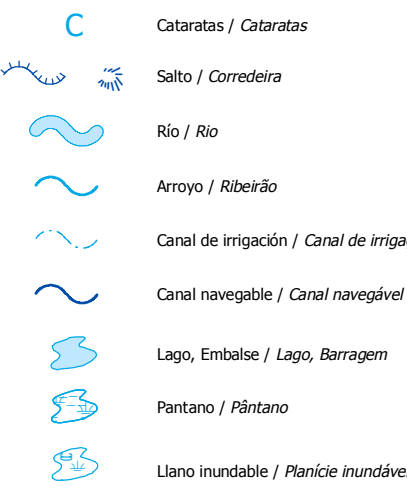 C Cataratas / Cataratas
Salto / Corredeira
Río / Rio
Arroyo / Ribeirão
Canal de irrigación / Canal de irriga
Canal navegable / Canal navegável
Lago, Embalse / Lago, Barragem
Pantano / Pântano
Llano inundable / Planície inundáve